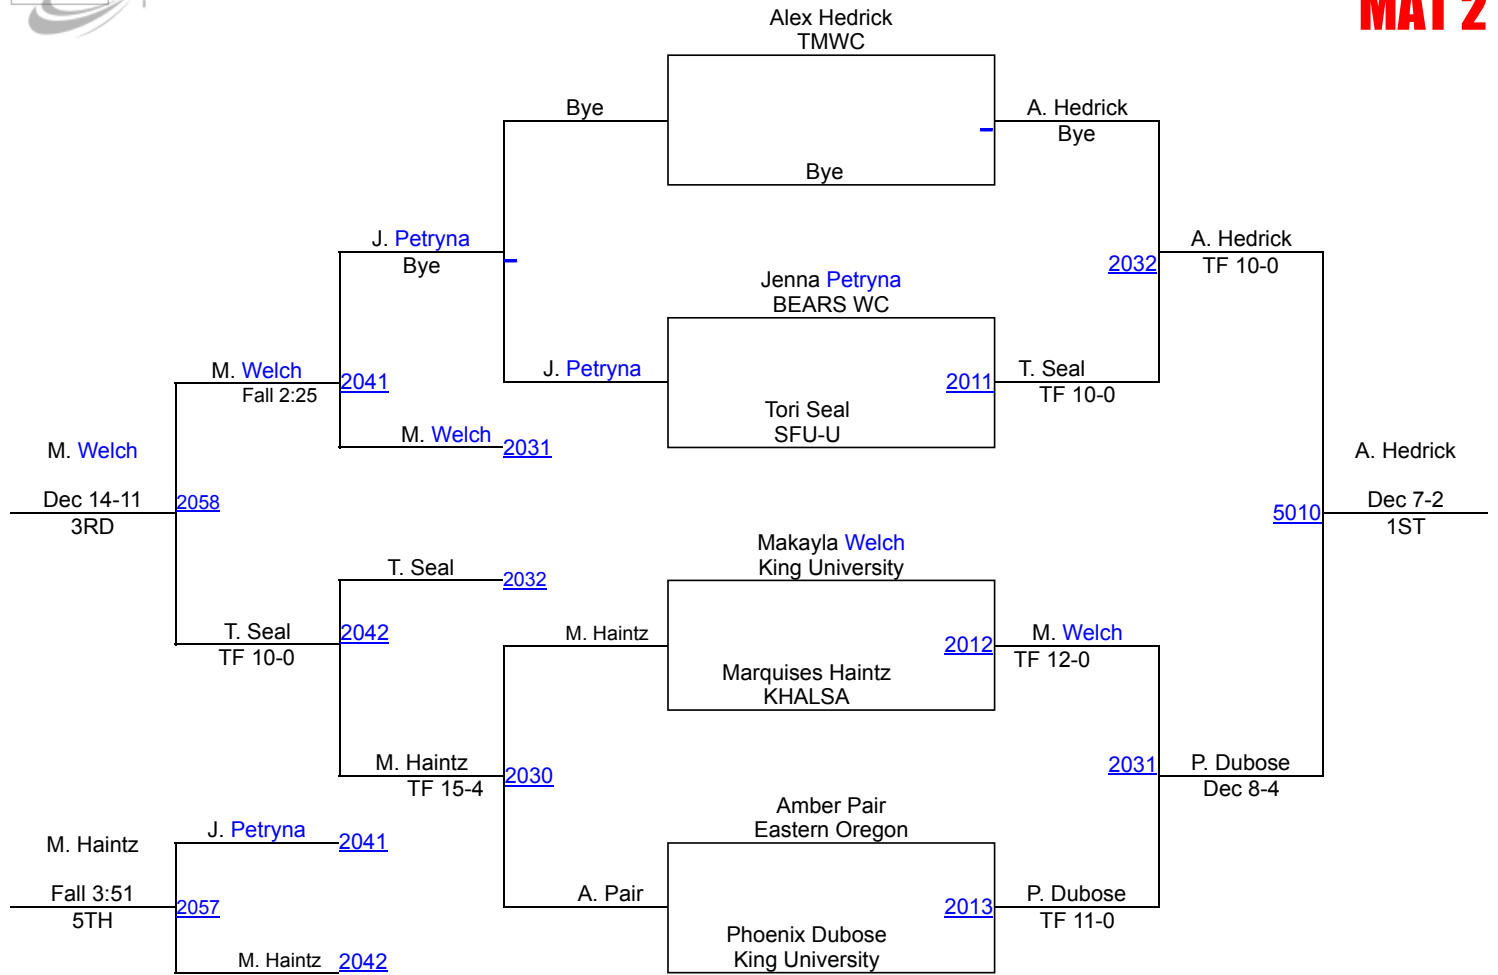 MAT 2
Alex Hedrick
TMWC
Bye
A. Hedrick
Bye
Bye
J. Petryna
Bye
A. Hedrick
TF 10-0
2032
Jenna Petryna
BEARS WC
M. Welch
Fall 2:25
2041
J. Petryna
2011
T. Seal
TF 10-0
Tori Seal
SFU-U
M. Welch
2031
M. Welch
Dec 14-11
3RD
2058
A. Hedrick
Dec 7-2
1ST
5010
Makayla Welch
King University
T. Seal
2032
T. Seal
TF 10-0
2042
M. Haintz
2012
M. Welch
TF 12-0
Marquises Haintz
KHALSA
M. Haintz
TF 15-4
2030
2031
P. Dubose
Dec 8-4
Amber Pair
Eastern Oregon
M. Haintz
Fall 3:51
5TH
J. Petryna
2041
2057
A. Pair
2013
P. Dubose
TF 11-0
Phoenix Dubose
King University
M. Haintz
2042